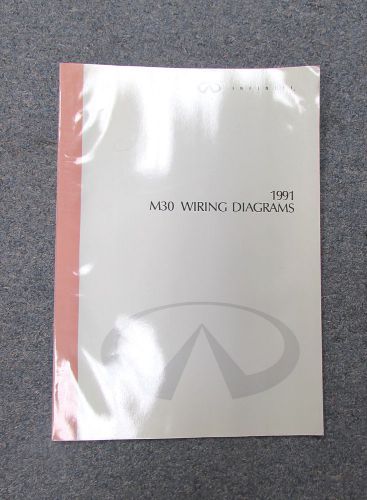 INFINITI
1991
M30 WIRING DIAGRAMS